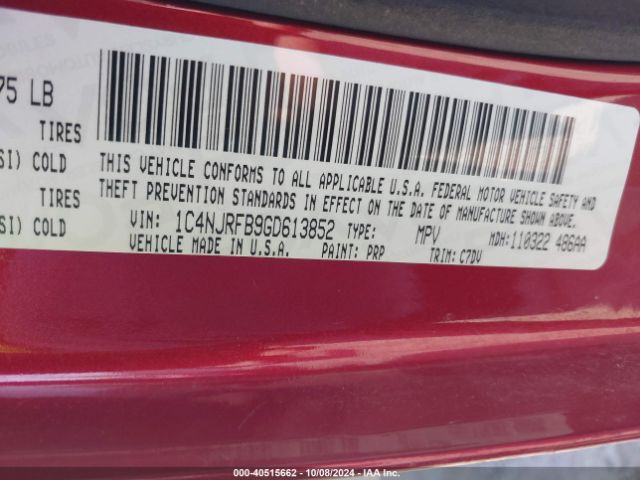 75 LB
TIRES
SI) COLD
TIRES
SI) COLD
THIS VEHICLE CONFORMS TO ALL APPLICABLE U.S.A. FEDERAL MOTOR VEHICLE SAFETY AND
THEFT PREVENTION STANDARDS IN EFFECT ON THE DATE OF MANUFACTURE SHOWN ABOVE.
VIN: 1C4NJRFB9GD613852 TYPE: MPV MDH:110322 486AA
VEHICLE MADE IN U.S.A. PAINT: PRP TRIM: C7DV
000-40515662 - 10/08/2024 - IAA Inc.